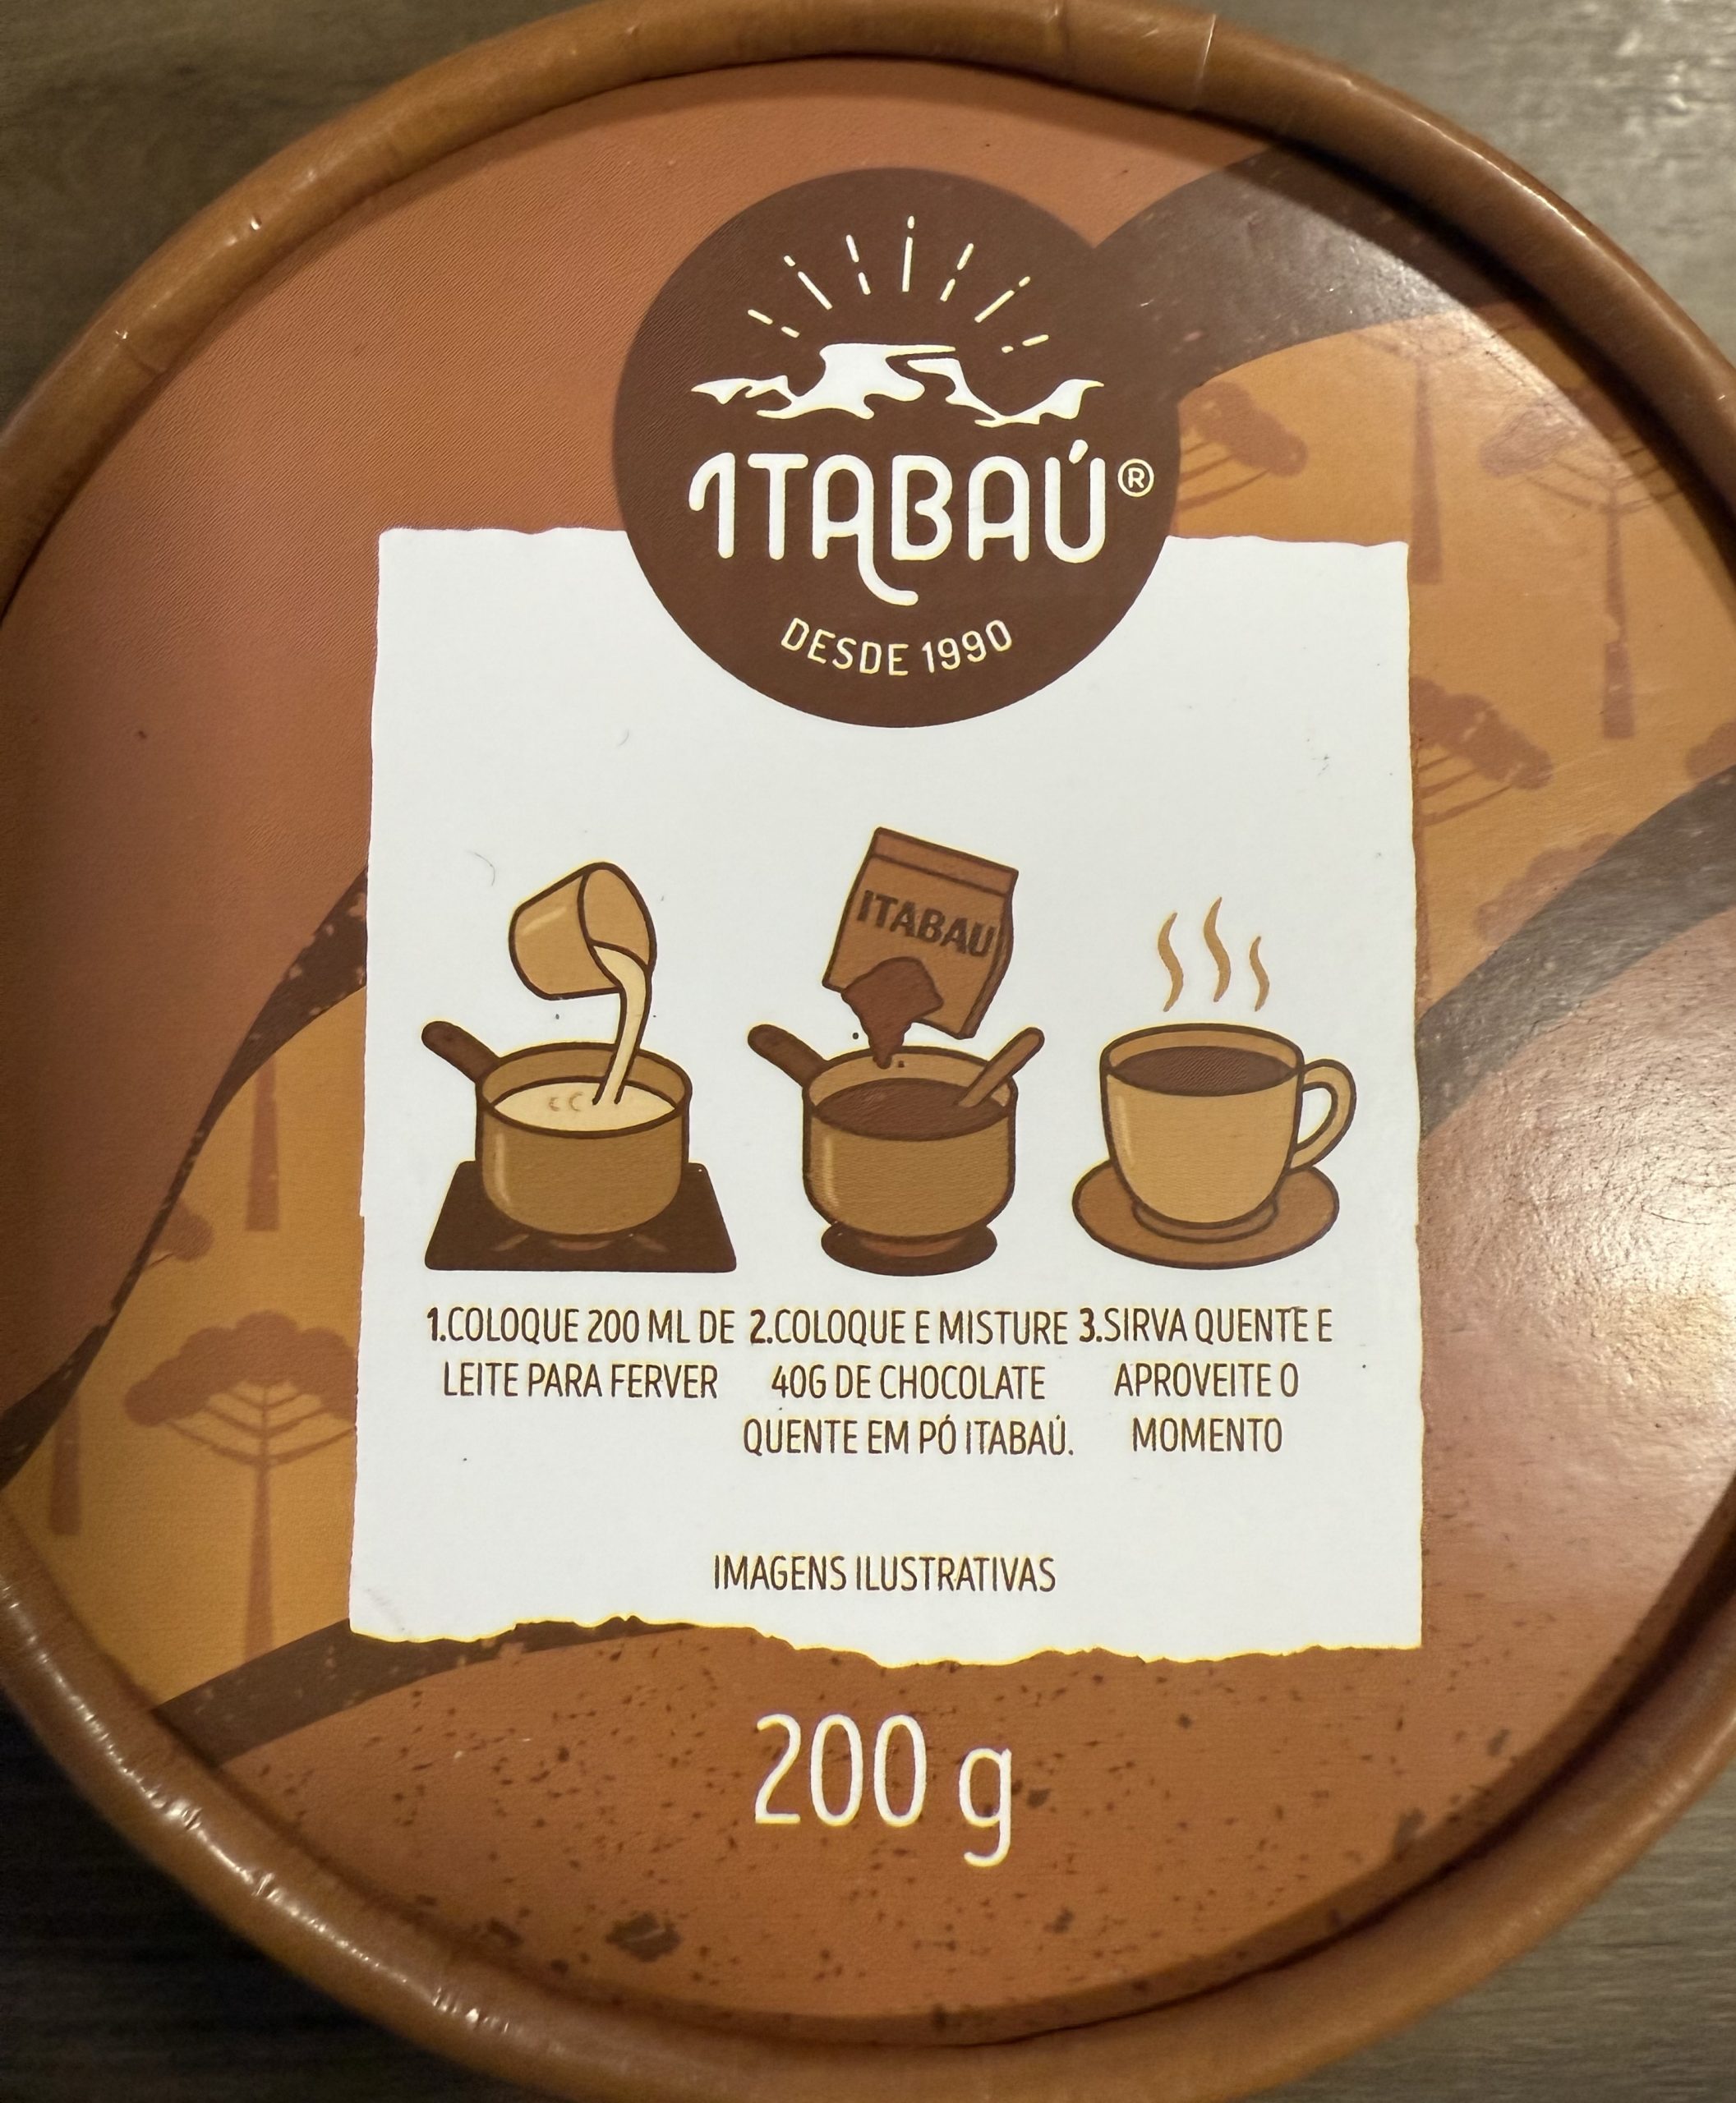 ITABAÚ®
DESDE 1990
ITABAU
1.COLOQUE 200 ML DE
LEITE PARA FERVER
2.COLOQUE E MISTURE
40G DE CHOCOLATE
QUENTE EM PÓ ITABAÚ.
3.SIRVA QUENTE E
APROVEITE O
MOMENTO
IMAGENS ILUSTRATIVAS
200 g